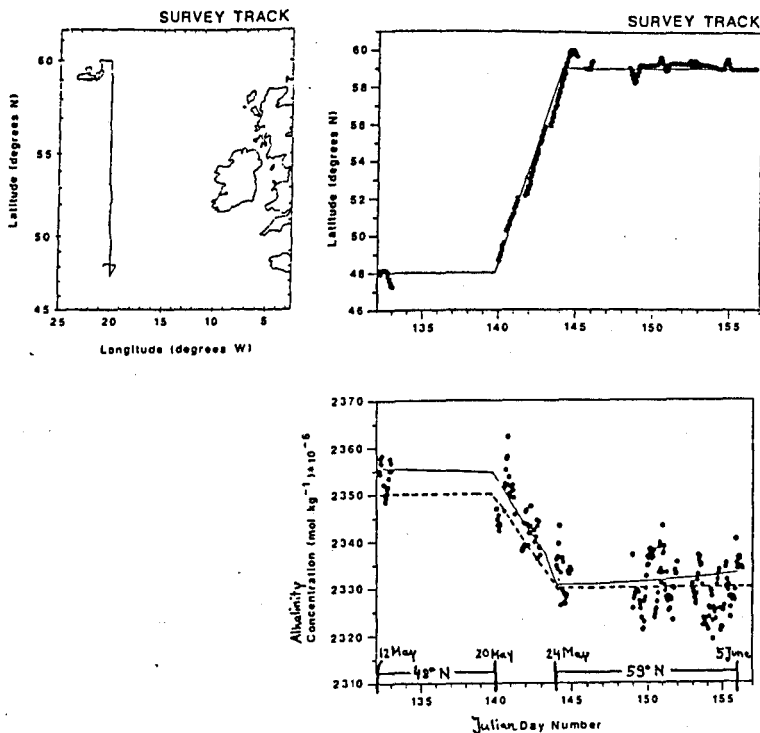 SURVEY TRACK
Latitude (degrees N)
60
55
50
45
25
20
15
10
5
Longitude (degrees W)
SURVEY TRACK
Latitude (degrees N)
60
58
56
54
52
50
48
46
135
140
145
150
155
Alkalinity
Concentration (mol kg⁻¹)*10⁻⁶
2370
2360
2350
2340
2330
2320
2310
12 May
20 May
24 May
5 June
48° N
59° N
135
140
145
150
155
Julian Day Number